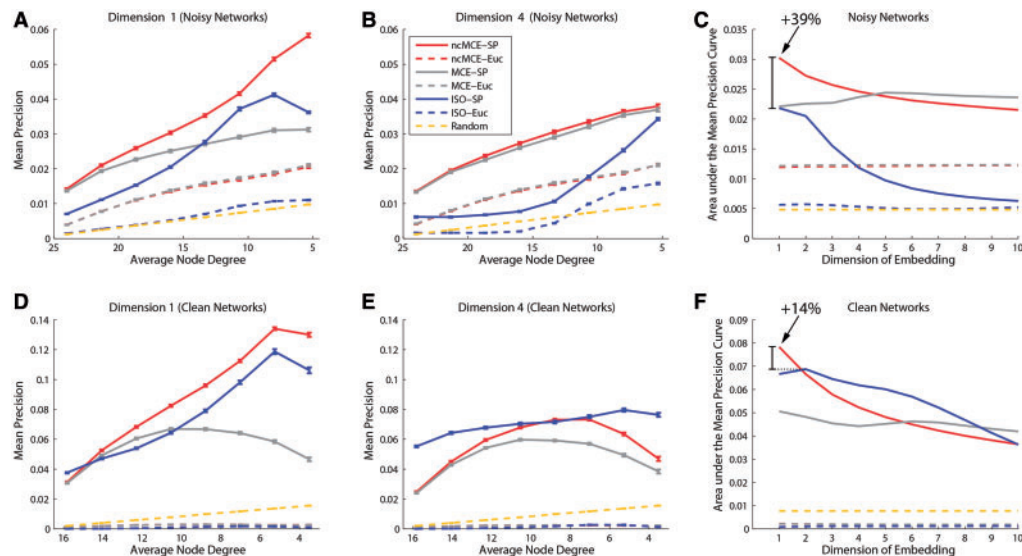 A
Dimension 1 (Noisy Networks)
Mean Precision
0.06
0.05
0.04
0.03
0.02
0.01
0
25 20 15 10 5
Average Node Degree
B
Dimension 4 (Noisy Networks)
Mean Precision
0.06
0.05
0.04
0.03
0.02
0.01
0
ncMCE-SP
ncMCE-Euc
MCE-SP
MCE-Euc
ISO-SP
ISO-Euc
Random
25 20 15 10 5
Average Node Degree
C
Noisy Networks
+39%
Area under the Mean Precision Curve
0.035
0.03
0.025
0.02
0.015
0.01
0.005
0
1 2 3 4 5 6 7 8 9 10
Dimension of Embedding
D
Dimension 1 (Clean Networks)
Mean Precision
0.14
0.12
0.1
0.08
0.06
0.04
0.02
0
16 14 12 10 8 6 4
Average Node Degree
E
Dimension 4 (Clean Networks)
Mean Precision
0.14
0.12
0.1
0.08
0.06
0.04
0.02
0
16 14 12 10 8 6 4
Average Node Degree
F
Clean Networks
+14%
Area under the Mean Precision Curve
0.09
0.08
0.07
0.06
0.05
0.04
0.03
0.02
0.01
0
1 2 3 4 5 6 7 8 9 10
Dimension of Embedding